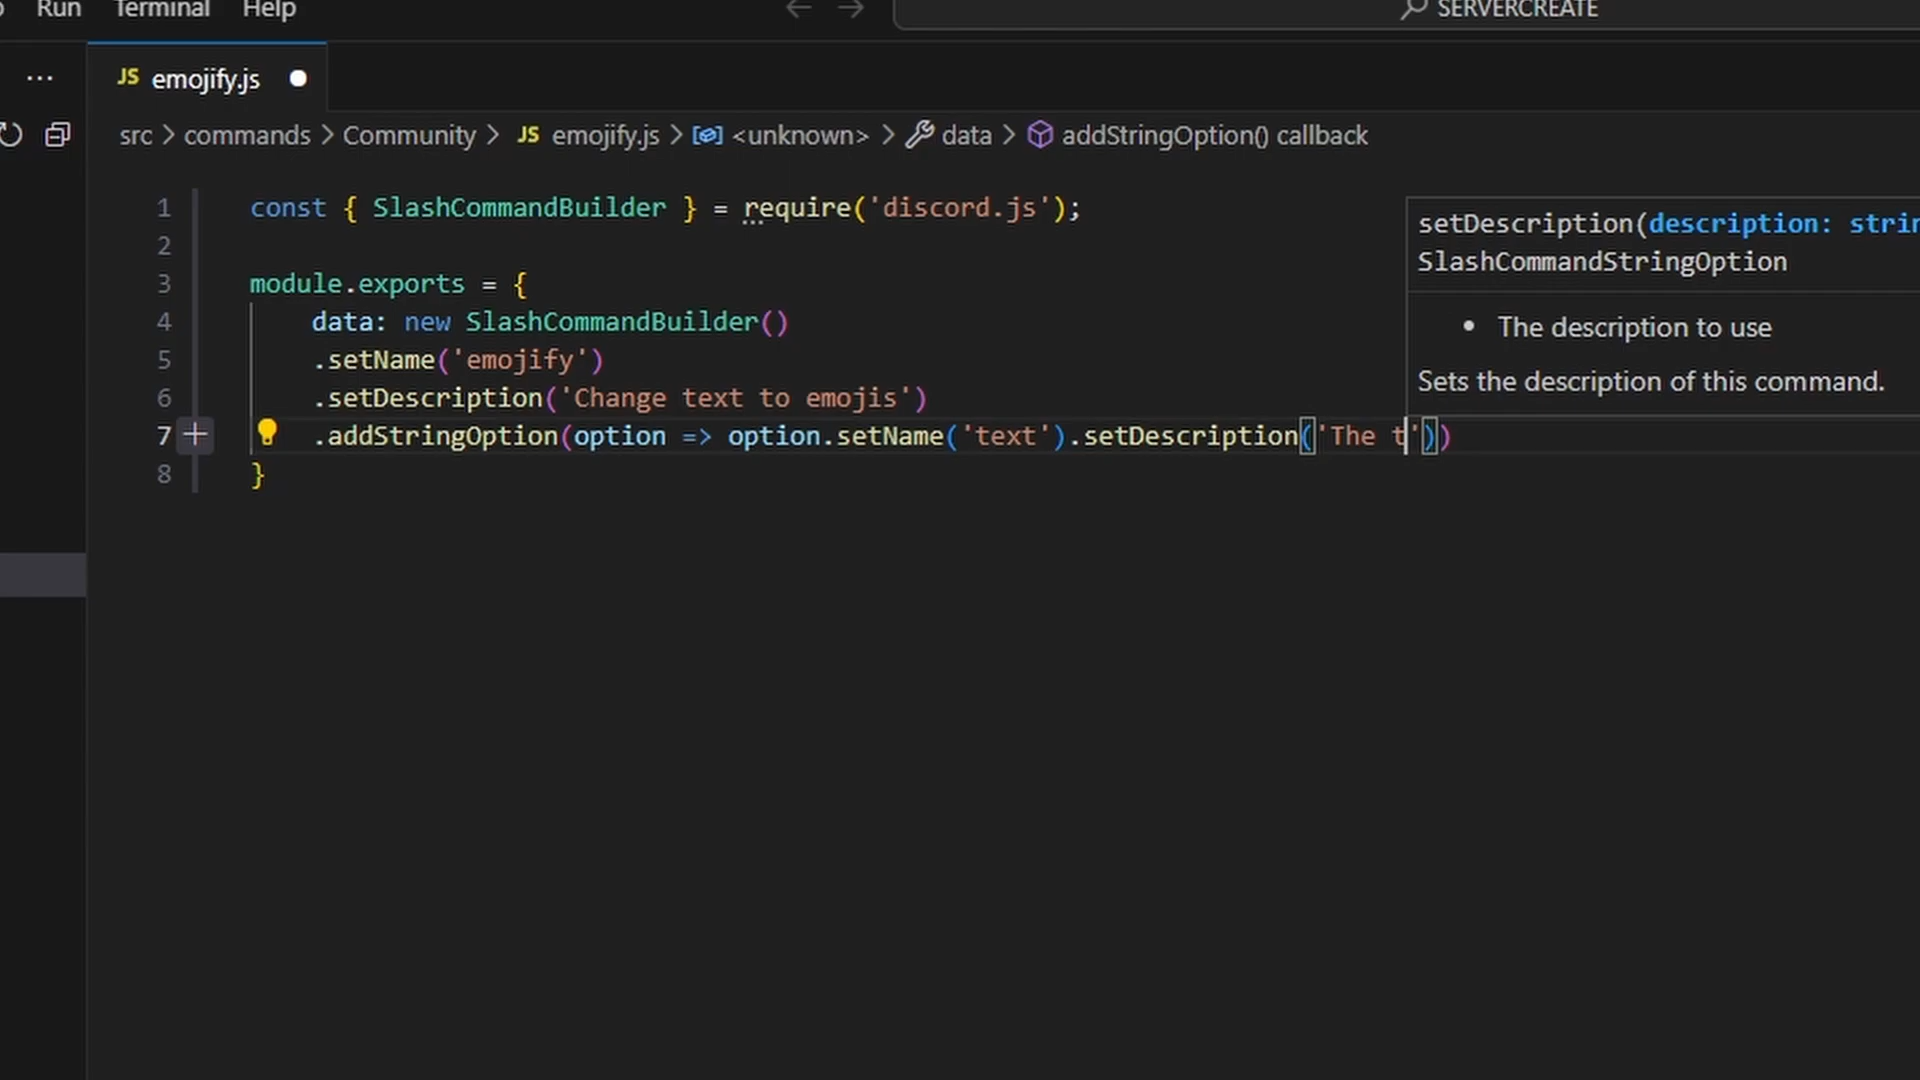 Run Terminal Help
SERVERCREATE
JS emojify.js
src > commands > Community > JS emojify.js > <unknown> > data > addStringOption() callback
1 const { SlashCommandBuilder } = require('discord.js');
2
3 module.exports = {
4 data: new SlashCommandBuilder()
5 .setName('emojify')
6 .setDescription('Change text to emojis')
7 .addStringOption(option => option.setName('text').setDescription('The t'))
8 }
setDescription(description: strin
SlashCommandStringOption
• The description to use
Sets the description of this command.